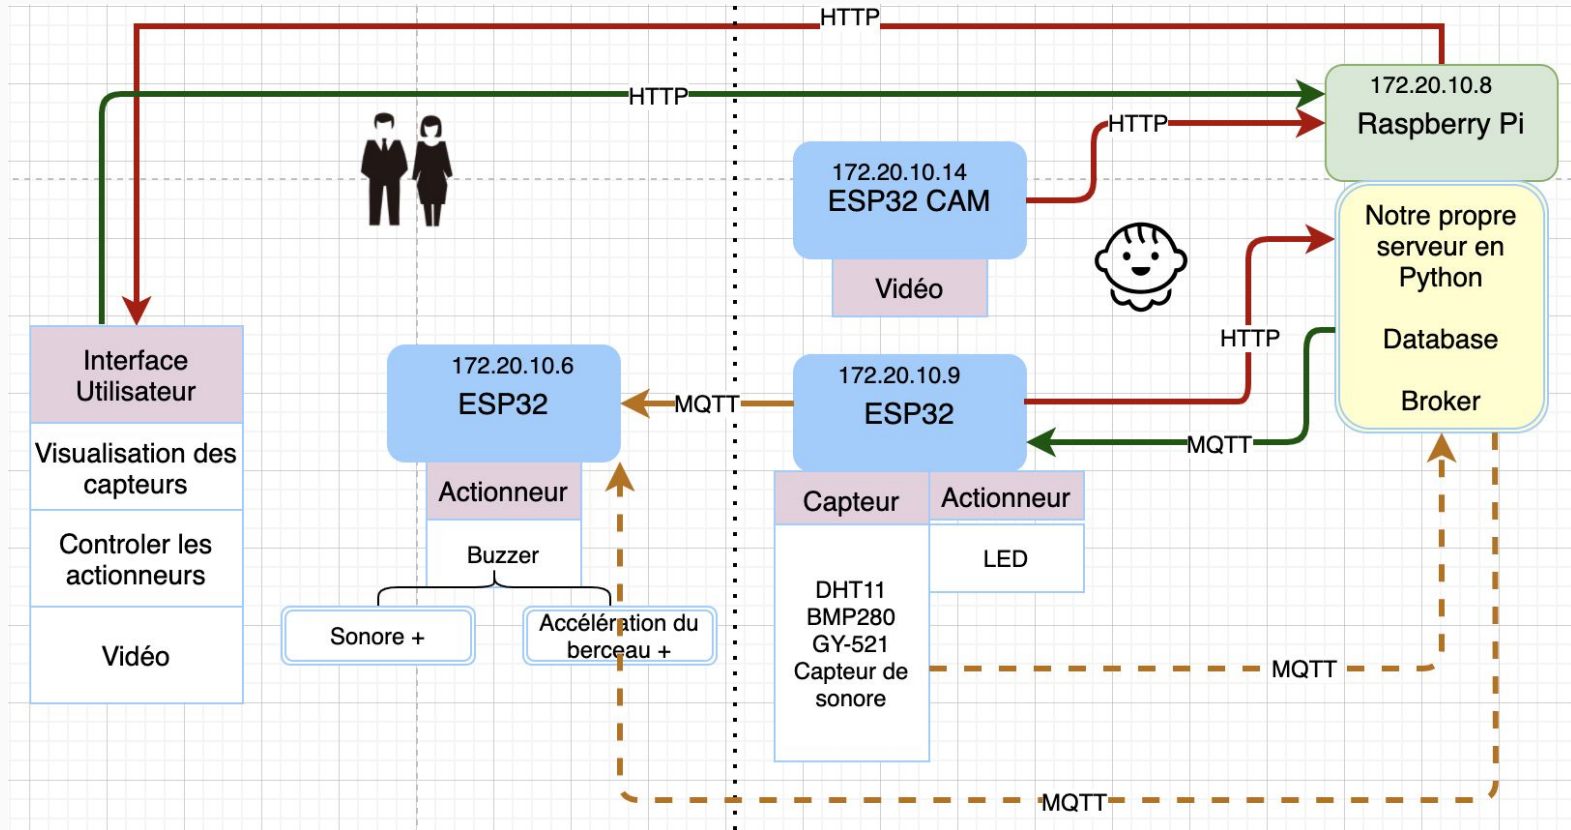 HTTP
HTTP
172.20.10.8
Raspberry Pi
HTTP
172.20.10.14
ESP32 CAM
Vidéo
Notre propre
serveur en
Python
Database
Broker
HTTP
MQTT
Interface
Utilisateur
Visualisation des
capteurs
Controler les
actionneurs
Vidéo
172.20.10.6
ESP32
Actionneur
Buzzer
Sonore +
Accélération du
berceau +
MQTT
172.20.10.9
ESP32
Capteur
Actionneur
LED
DHT11
BMP280
GY-521
Capteur de
sonore
MQTT
MQTT